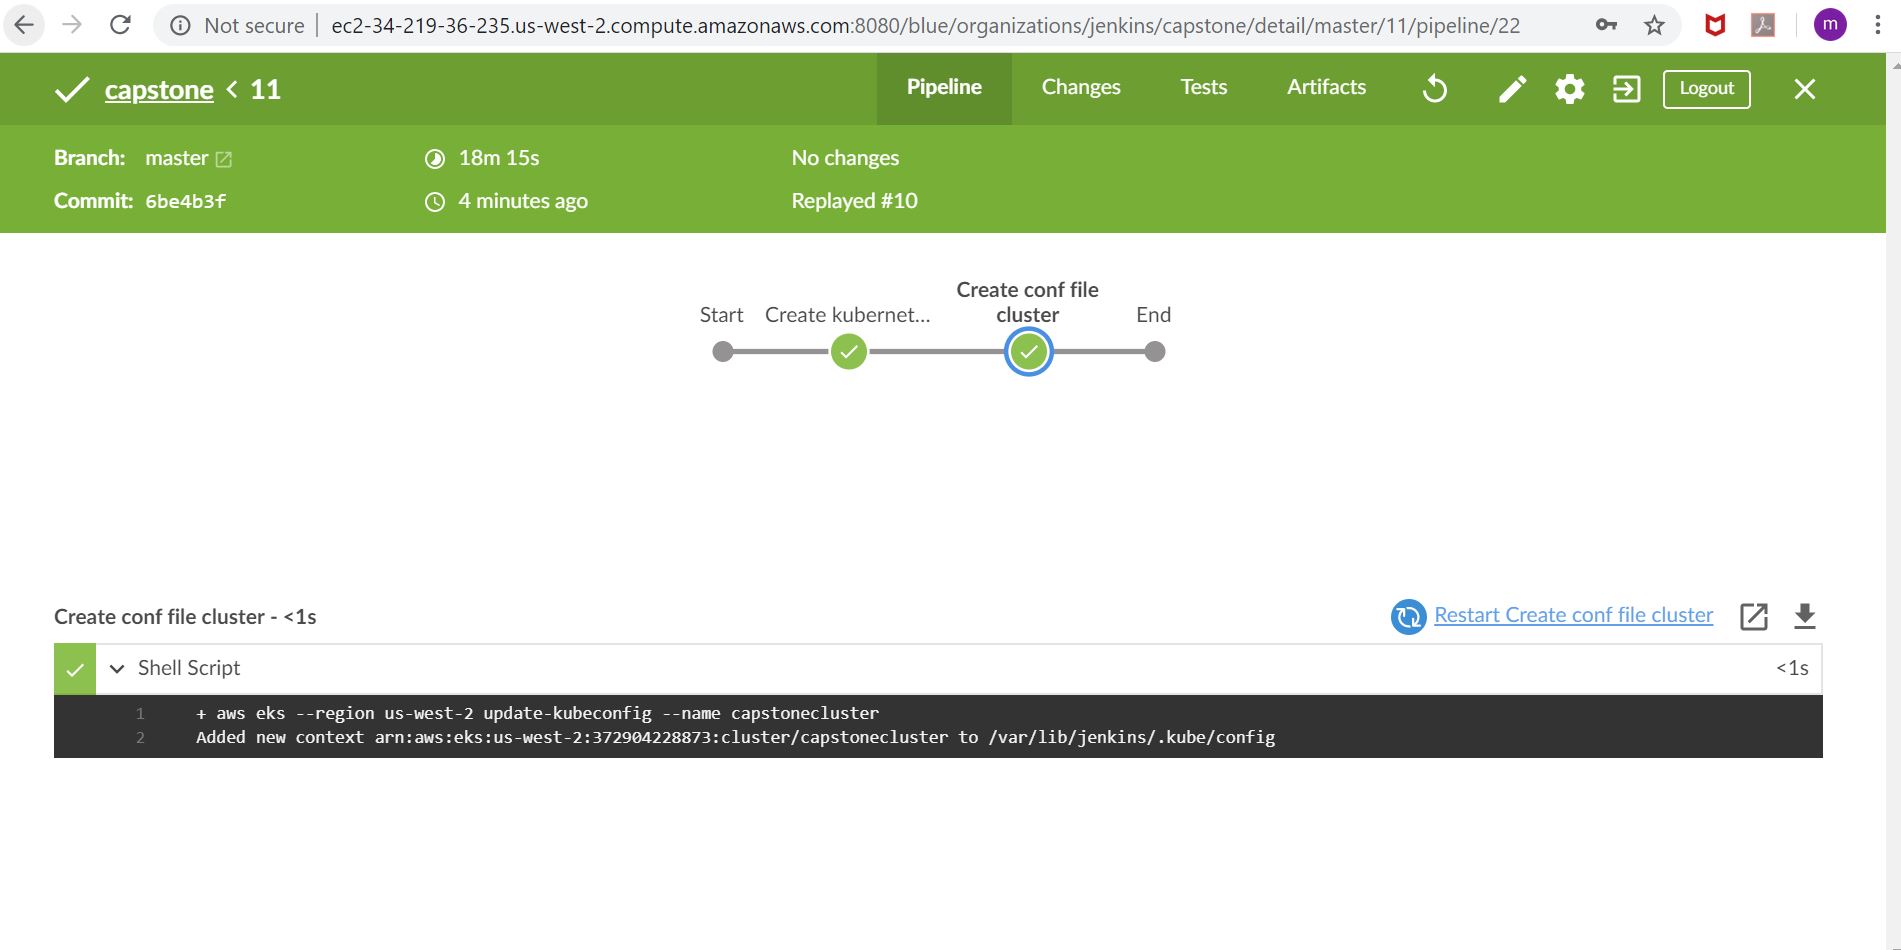 Not secure | ec2-34-219-36-235.us-west-2.compute.amazonaws.com:8080/blue/organizations/jenkins/capstone/detail/master/11/pipeline/22 m
capstone < 11 Pipeline Changes Tests Artifacts Logout
Branch: master 18m 15s No changes
Commit: 6be4b3f 4 minutes ago Replayed #10
Create conf file
Start Create kubernet... cluster End
Create conf file cluster - <1s Restart Create conf file cluster
Shell Script <1s
1 + aws eks --region us-west-2 update-kubeconfig --name capstonecluster
2 Added new context arn:aws:eks:us-west-2:372904228873:cluster/capstonecluster to /var/lib/jenkins/.kube/config